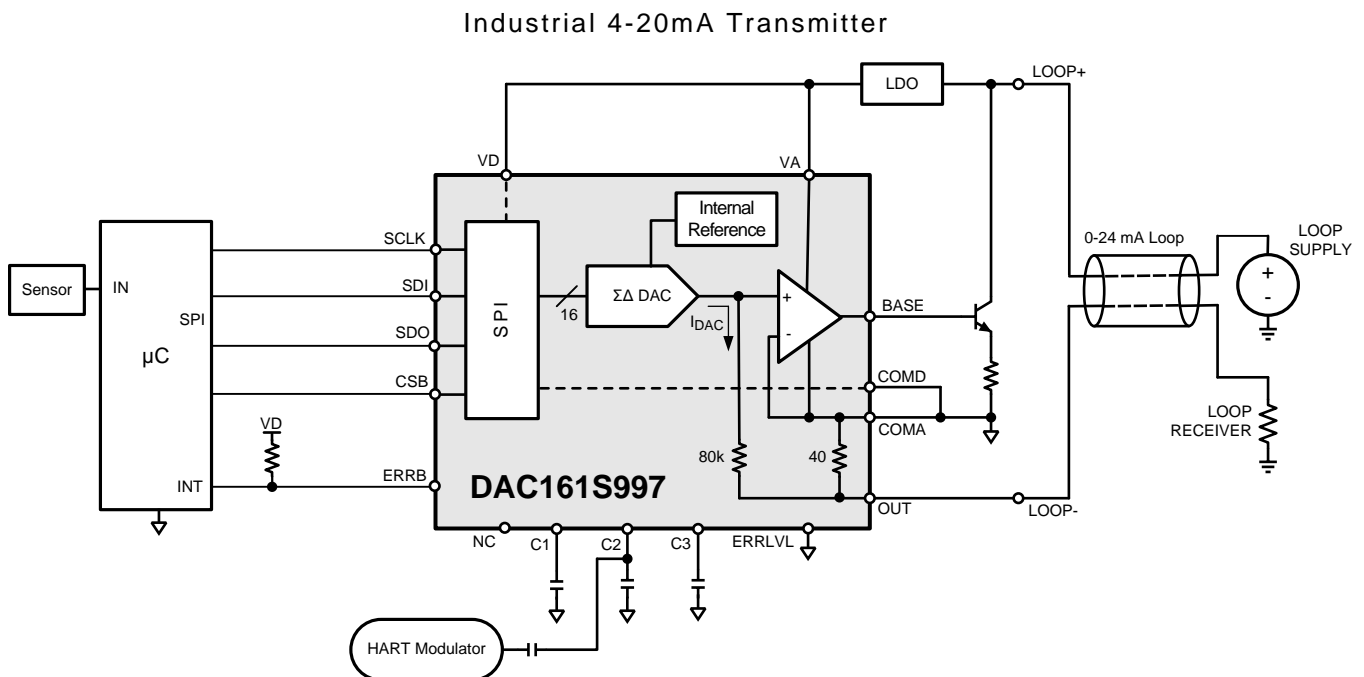 Industrial 4-20mA Transmitter
LDO
LOOP+
VD
VA
Internal
Reference
0-24 mA Loop
LOOP
SUPPLY
+
-
Sensor
IN
SPI
µC
INT
SCLK
SDI
SDO
CSB
VD
ERRB
SPI
16
ΣΔ DAC
IDAC
+
-
BASE
COMD
COMA
80k
40
LOOP
RECEIVER
DAC161S997
OUT
LOOP-
NC
C1
C2
C3
ERRLVL
HART Modulator